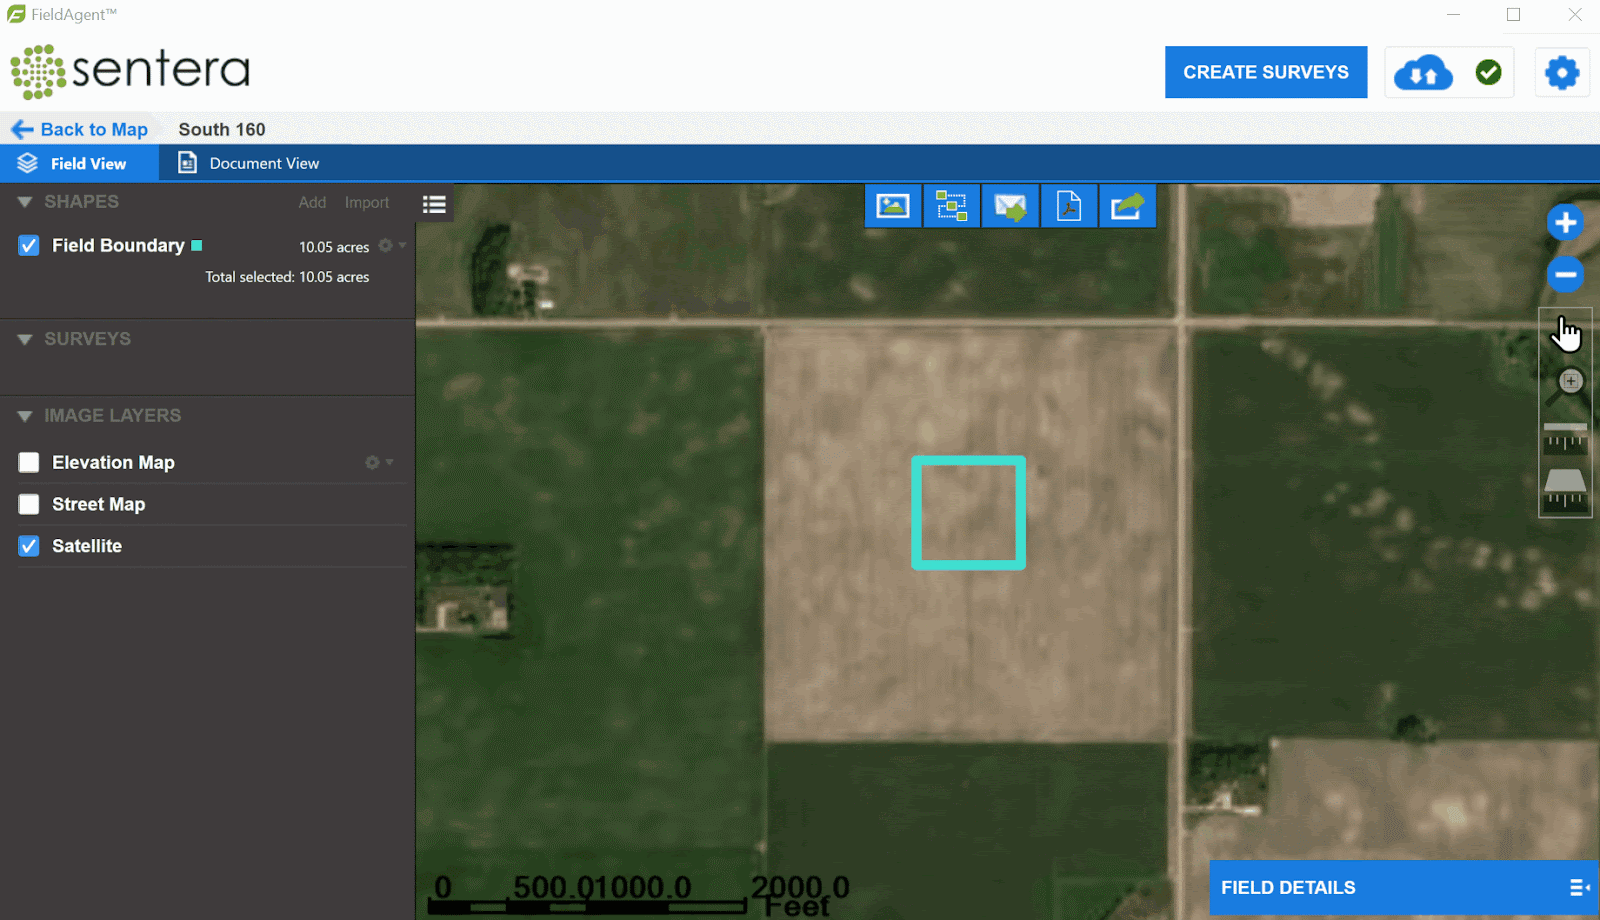 FieldAgent™
sentera
CREATE SURVEYS
Back to Map
South 160
Field View
Document View
SHAPES
Add
Import
Field Boundary
10.05 acres
Total selected: 10.05 acres
SURVEYS
IMAGE LAYERS
Elevation Map
Street Map
Satellite
0 500.01000.0 2000.0
Feet
FIELD DETAILS